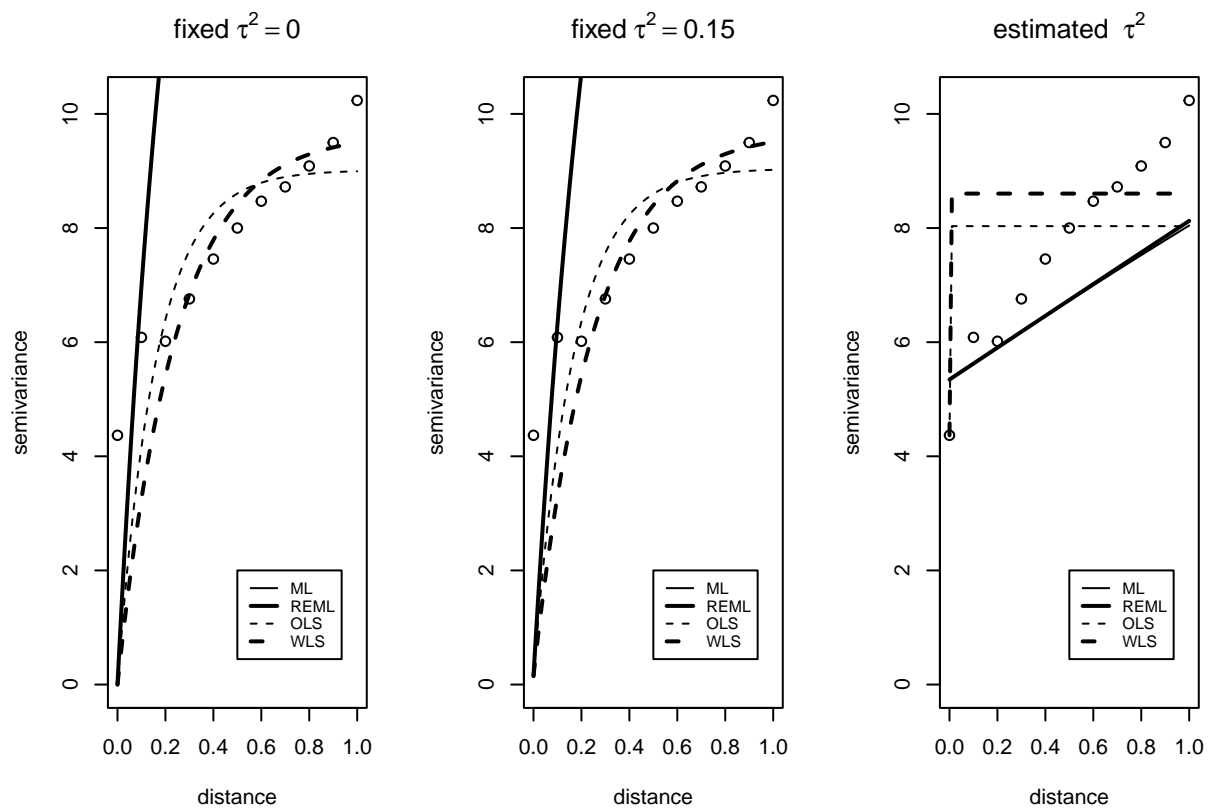 fixed τ² = 0
semivariance
0 2 4 6 8 10
0.0 0.2 0.4 0.6 0.8 1.0
distance
ML
REML
OLS
WLS
fixed τ² = 0.15
semivariance
0 2 4 6 8 10
0.0 0.2 0.4 0.6 0.8 1.0
distance
ML
REML
OLS
WLS
estimated τ²
semivariance
0 2 4 6 8 10
0.0 0.2 0.4 0.6 0.8 1.0
distance
ML
REML
OLS
WLS